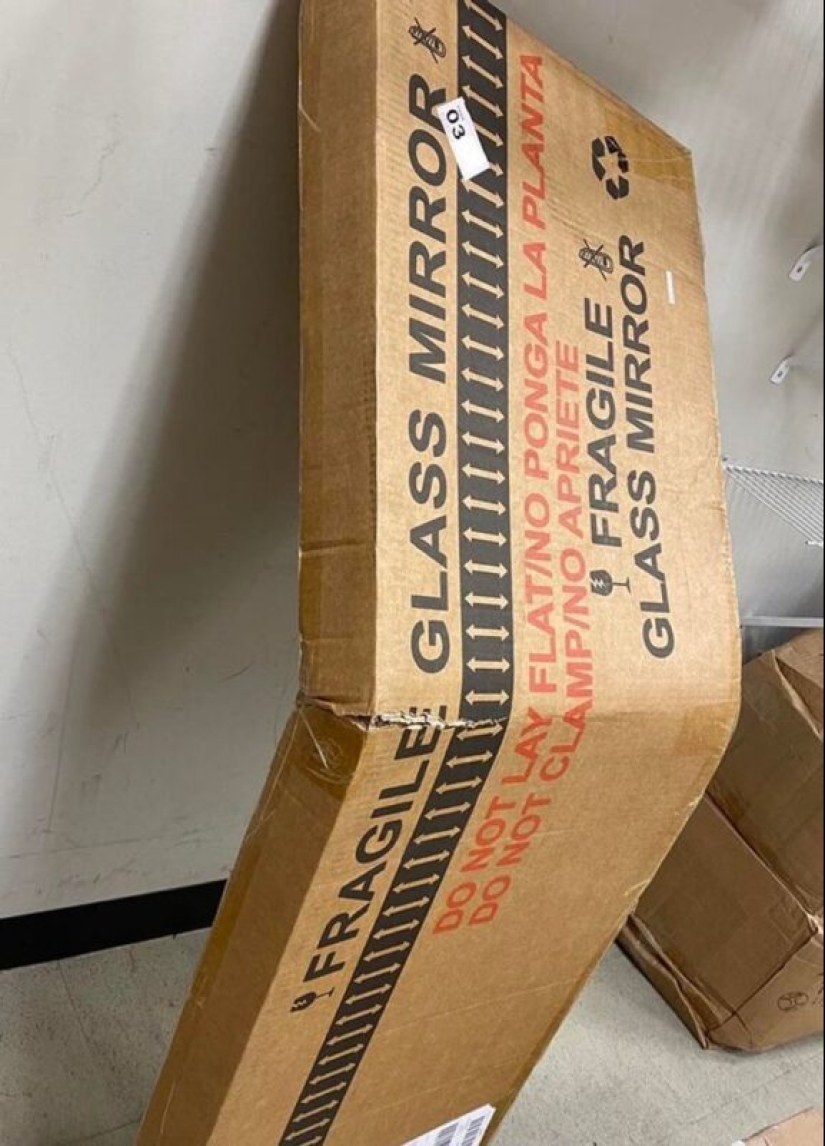 FRAGILE: GLASS MIRROR
03
DO NOT LAY FLAT/NO PONGA LA PLANTA
DO NOT CLAMP/NO APRIETE
FRAGILE
GLASS MIRROR